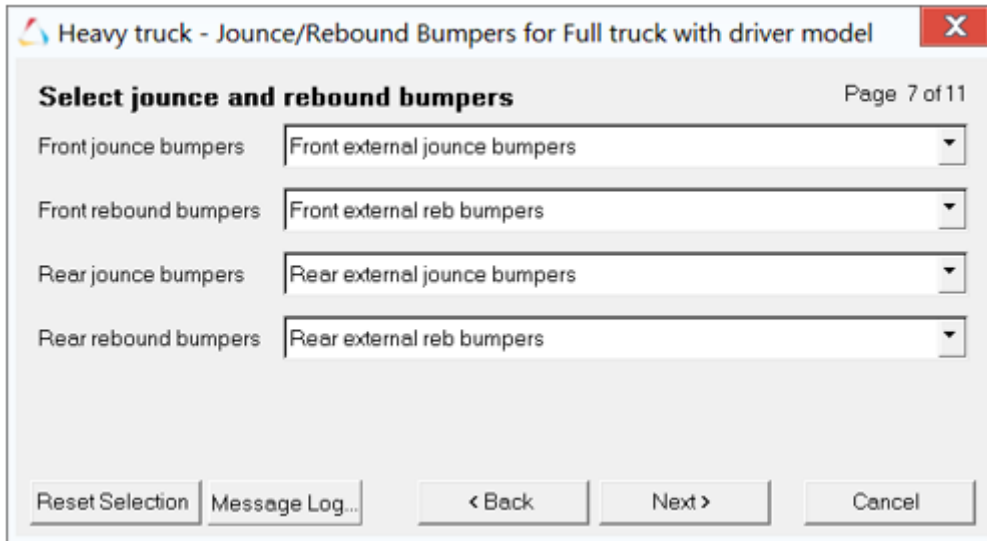 Heavy truck - Jounce/Rebound Bumpers for Full truck with driver model
Select jounce and rebound bumpers Page 7 of 11
Front jounce bumpers Front external jounce bumpers
Front rebound bumpers Front external reb bumpers
Rear jounce bumpers Rear external jounce bumpers
Rear rebound bumpers Rear external reb bumpers
Reset Selection Message Log... < Back Next > Cancel